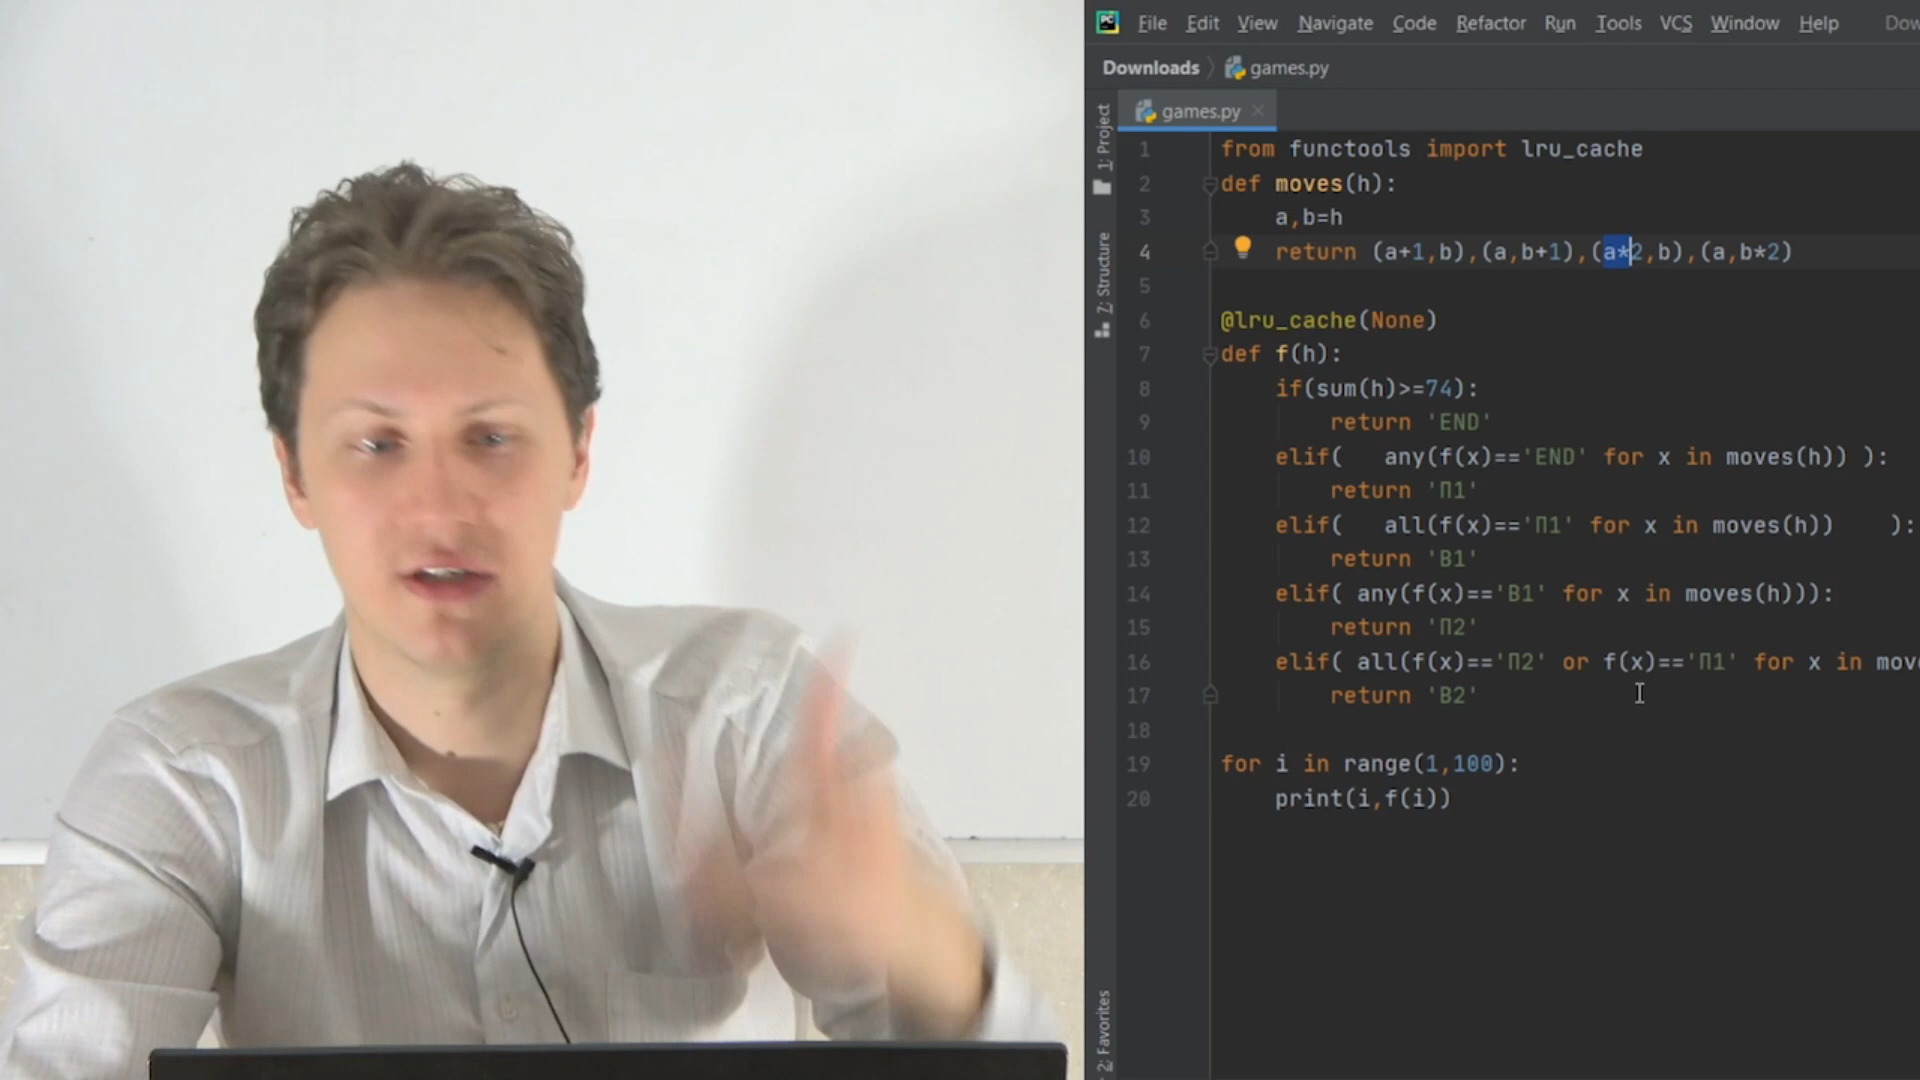 File Edit View Navigate Code Refactor Run Tools VCS Window Help
Downloads games.py
games.py
1: Project
Z: Structure
2: Favorites
1 from functools import lru_cache
2 def moves(h):
3 a,b=h
4 return (a+1,b),(a,b+1),(a*2,b),(a,b*2)
5
6 @lru_cache(None)
7 def f(h):
8 if(sum(h)>=74):
9 return 'END'
10 elif( any(f(x)=='END' for x in moves(h)) ):
11 return 'П1'
12 elif( all(f(x)=='П1' for x in moves(h)) ):
13 return 'В1'
14 elif( any(f(x)=='В1' for x in moves(h))):
15 return 'П2'
16 elif( all(f(x)=='П2' or f(x)=='П1' for x in
17 return 'В2'
18
19 for i in range(1,100):
20 print(i,f(i))